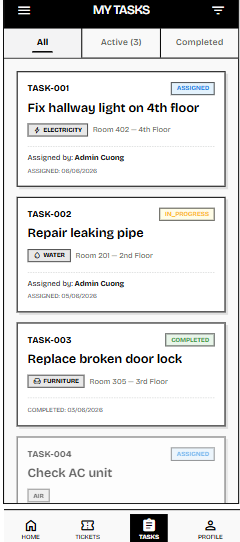 MY TASKS
All
Active (3)
Completed
TASK-001
ASSIGNED
Fix hallway light on 4th floor
ELECTRICITY
Room 402 — 4th Floor
Assigned by: Admin Cuong
ASSIGNED: 06/06/2026
TASK-002
IN_PROGRESS
Repair leaking pipe
WATER
Room 201 — 2nd Floor
Assigned by: Admin Cuong
ASSIGNED: 05/06/2026
TASK-003
COMPLETED
Replace broken door lock
FURNITURE
Room 305 — 3rd Floor
COMPLETED: 03/06/2026
TASK-004
ASSIGNED
Check AC unit
AIR
HOME
TICKETS
TASKS
PROFILE